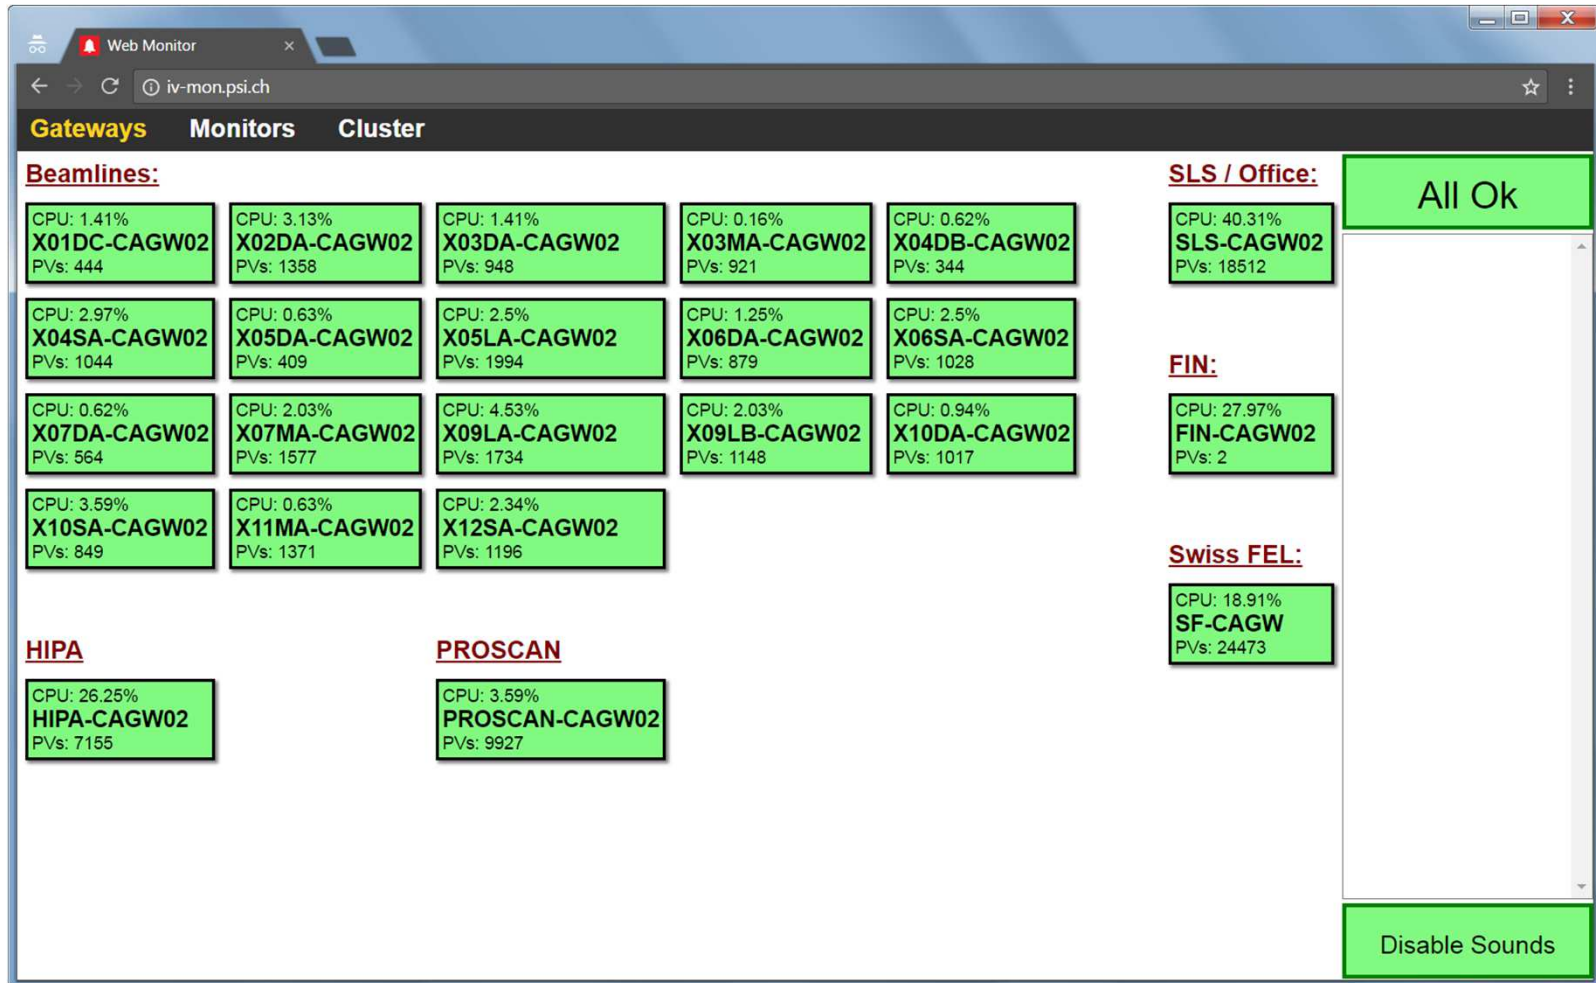 Web Monitor
iv-mon.psi.ch
Gateways Monitors Cluster
Beamlines:
CPU: 1.41%
X01DC-CAGW02
PVs: 444
CPU: 3.13%
X02DA-CAGW02
PVs: 1358
CPU: 1.41%
X03DA-CAGW02
PVs: 948
CPU: 0.16%
X03MA-CAGW02
PVs: 921
CPU: 0.62%
X04DB-CAGW02
PVs: 344
CPU: 2.97%
X04SA-CAGW02
PVs: 1044
CPU: 0.63%
X05DA-CAGW02
PVs: 409
CPU: 2.5%
X05LA-CAGW02
PVs: 1994
CPU: 1.25%
X06DA-CAGW02
PVs: 879
CPU: 2.5%
X06SA-CAGW02
PVs: 1028
CPU: 0.62%
X07DA-CAGW02
PVs: 564
CPU: 2.03%
X07MA-CAGW02
PVs: 1577
CPU: 4.53%
X09LA-CAGW02
PVs: 1734
CPU: 2.03%
X09LB-CAGW02
PVs: 1148
CPU: 0.94%
X10DA-CAGW02
PVs: 1017
CPU: 3.59%
X10SA-CAGW02
PVs: 849
CPU: 0.63%
X11MA-CAGW02
PVs: 1371
CPU: 2.34%
X12SA-CAGW02
PVs: 1196
HIPA
CPU: 26.25%
HIPA-CAGW02
PVs: 7155
PROSCAN
CPU: 3.59%
PROSCAN-CAGW02
PVs: 9927
SLS / Office:
CPU: 40.31%
SLS-CAGW02
PVs: 18512
FIN:
CPU: 27.97%
FIN-CAGW02
PVs: 2
Swiss FEL:
CPU: 18.91%
SF-CAGW
PVs: 24473
All Ok
Disable Sounds